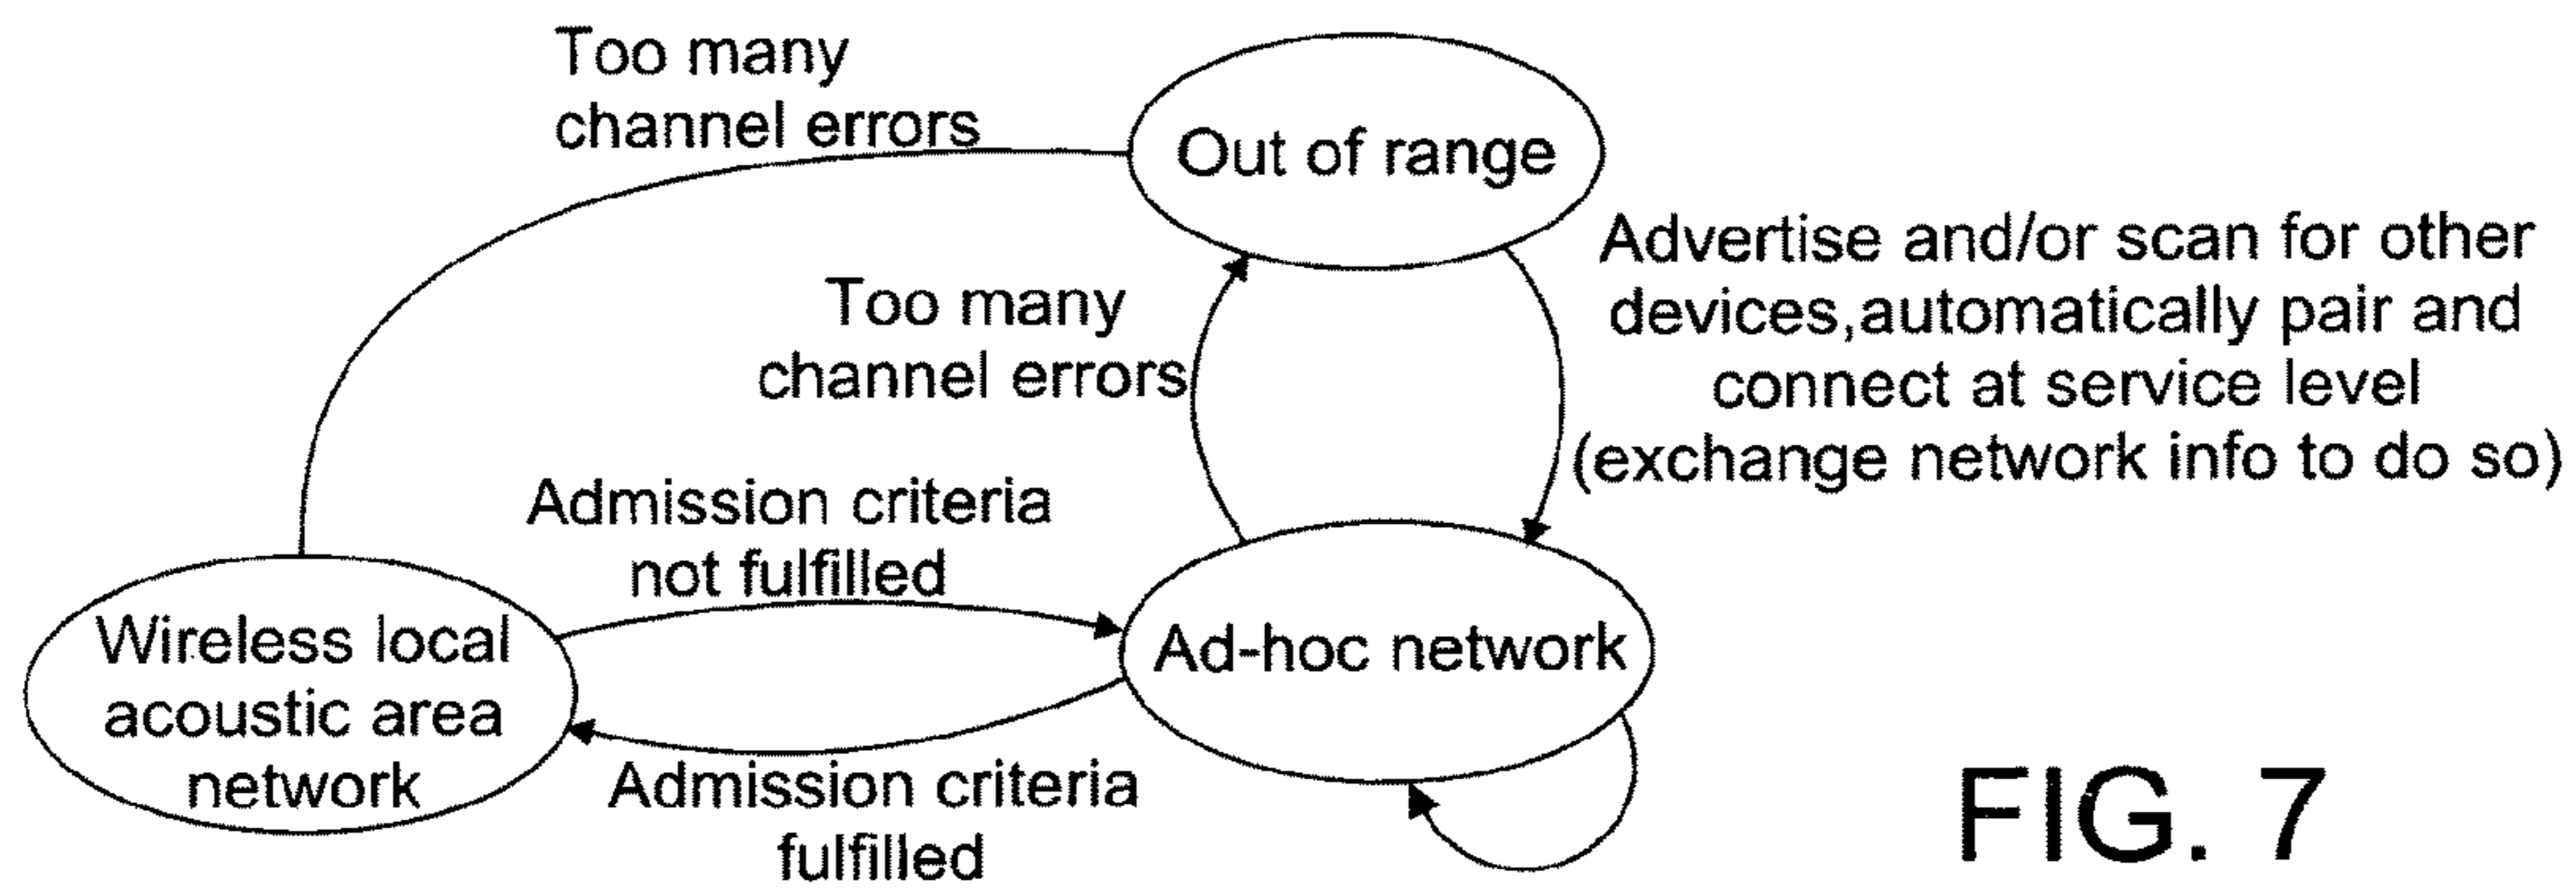 Too many
channel errors
Out of range
Advertise and/or scan for other
devices,automatically pair and
connect at service level
(exchange network info to do so)
Too many
channel errors
Admission criteria
not fulfilled
Wireless local
acoustic area
network
Ad-hoc network
Admission criteria
fulfilled
FIG. 7